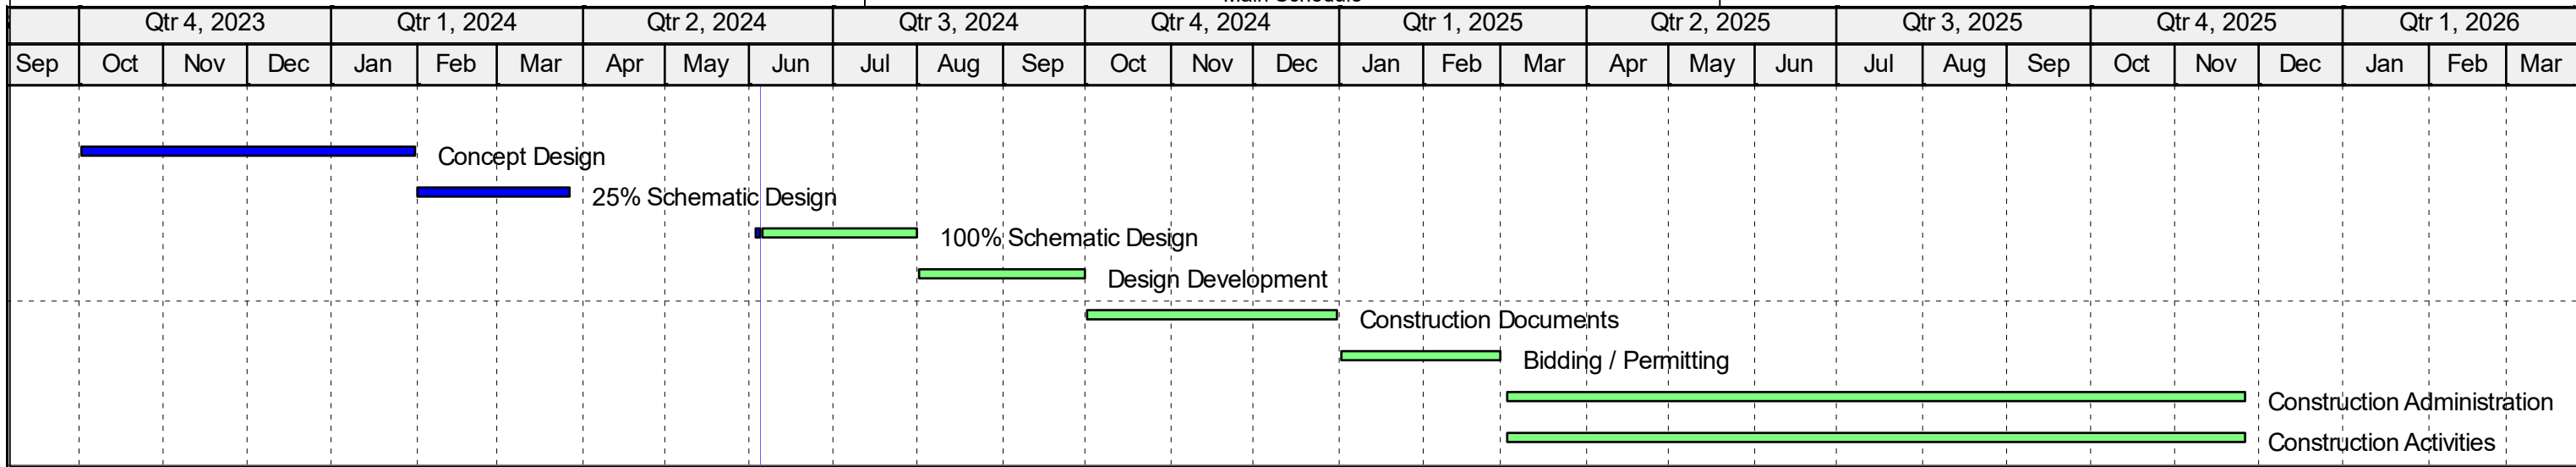 Main Schedule
Qtr 4, 2023 Qtr 1, 2024 Qtr 2, 2024 Qtr 3, 2024 Qtr 4, 2024 Qtr 1, 2025 Qtr 2, 2025 Qtr 3, 2025 Qtr 4, 2025 Qtr 1, 2026
Sep Oct Nov Dec Jan Feb Mar Apr May Jun Jul Aug Sep Oct Nov Dec Jan Feb Mar Apr May Jun Jul Aug Sep Oct Nov Dec Jan Feb Mar
Concept Design
25% Schematic Design
100% Schematic Design
Design Development
Construction Documents
Bidding / Permitting
Construction Administration
Construction Activities